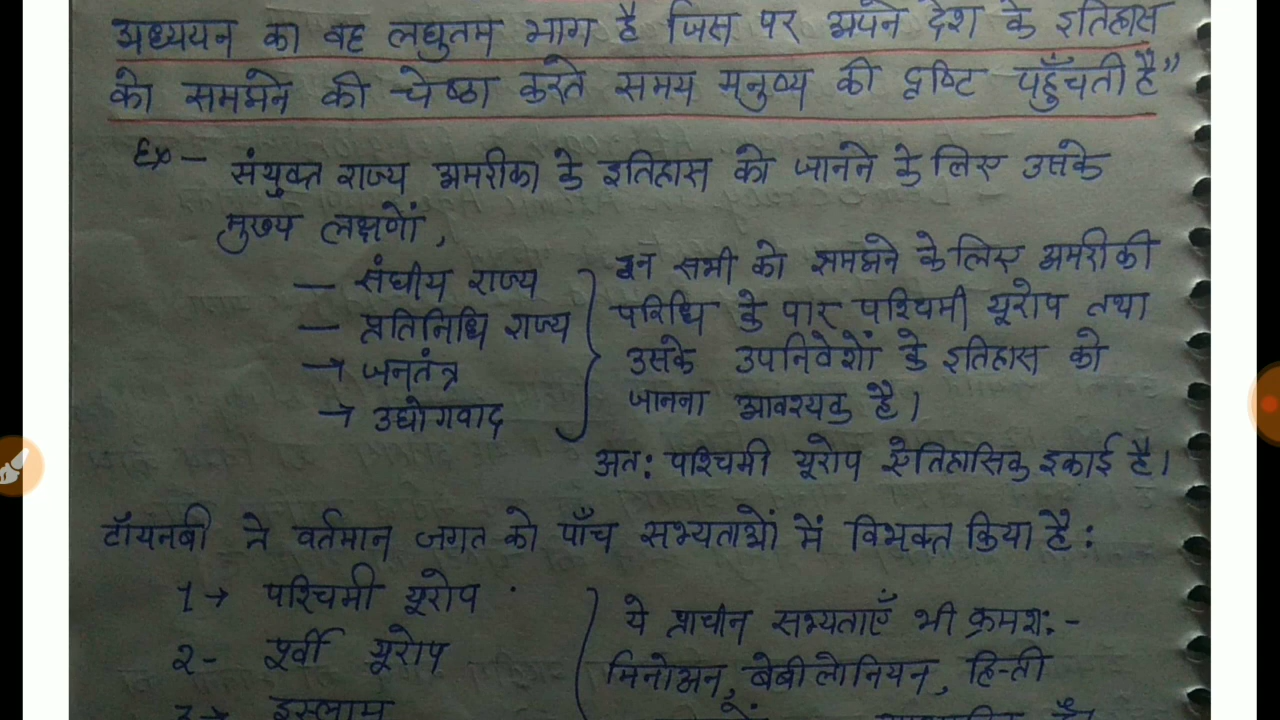 अध्ययन का वह लघुतम भाग है जिस पर अपने देश के इतिहास
को समझने की चेष्ठा करते समय मनुष्य की दृष्टि पहुँचती है”
Ex – संयुक्त राज्य अमरीका के इतिहास को जानने के लिए उसके
मुख्य लक्षणों,
— संघीय राज्य
— प्रतिनिधि राज्य
→ जनतंत्र
→ उद्योगवाद
इन सभी को समझने के लिए अमरीकी
परिधि के पार पश्चिमी यूरोप तथा
उसके उपनिवेशों के इतिहास को
जानना आवश्यक है।
अतः पश्चिमी यूरोप ऐतिहासिक इकाई है।
टॉयनबी ने वर्तमान जगत को पाँच सभ्यताओं में विभक्त किया है:
1→ पश्चिमी यूरोप
2- पूर्वी यूरोप
3→ इस्लाम
ये प्राचीन सभ्यताएँ भी क्रमशः-
मिनोअन, बेबीलोनियन, हि-ती